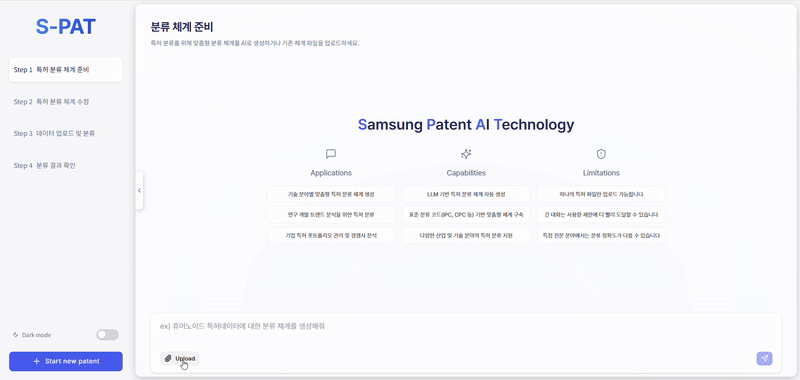 S-PAT
Step 1 특허 분류 체계 준비
Step 2 특허 분류 체계 수정
Step 3 데이터 업로드 및 분류
Step 4 분류 결과 확인
Dark mode
+ Start new patent
분류 체계 준비
특허 분류를 위해 맞춤형 분류 체계를 AI로 생성하거나 기존 체계 파일을 업로드하세요.
Samsung Patent AI Technology
Applications
기술 분야별 맞춤형 특허 분류 체계 생성
연구 개발 트렌드 분석을 위한 특허 분류
기업 특허 포트폴리오 관리 및 경쟁사 분석
Capabilities
LLM 기반 특허 분류 체계 자동 생성
표준 분류 코드(IPC, CPC 등) 기반 맞춤형 체계 구축
다양한 산업 및 기술 분야의 특허 분류 지원
Limitations
하나의 특허 파일만 업로드 가능합니다
긴 대화는 사용량 제한에 더 빨리 도달할 수 있습니다
특정 전문 분야에서는 분류 정확도가 다를 수 있습니다.
ex) 휴머노이드 특허데이터에 대한 분류 체계를 생성해줘
Upload